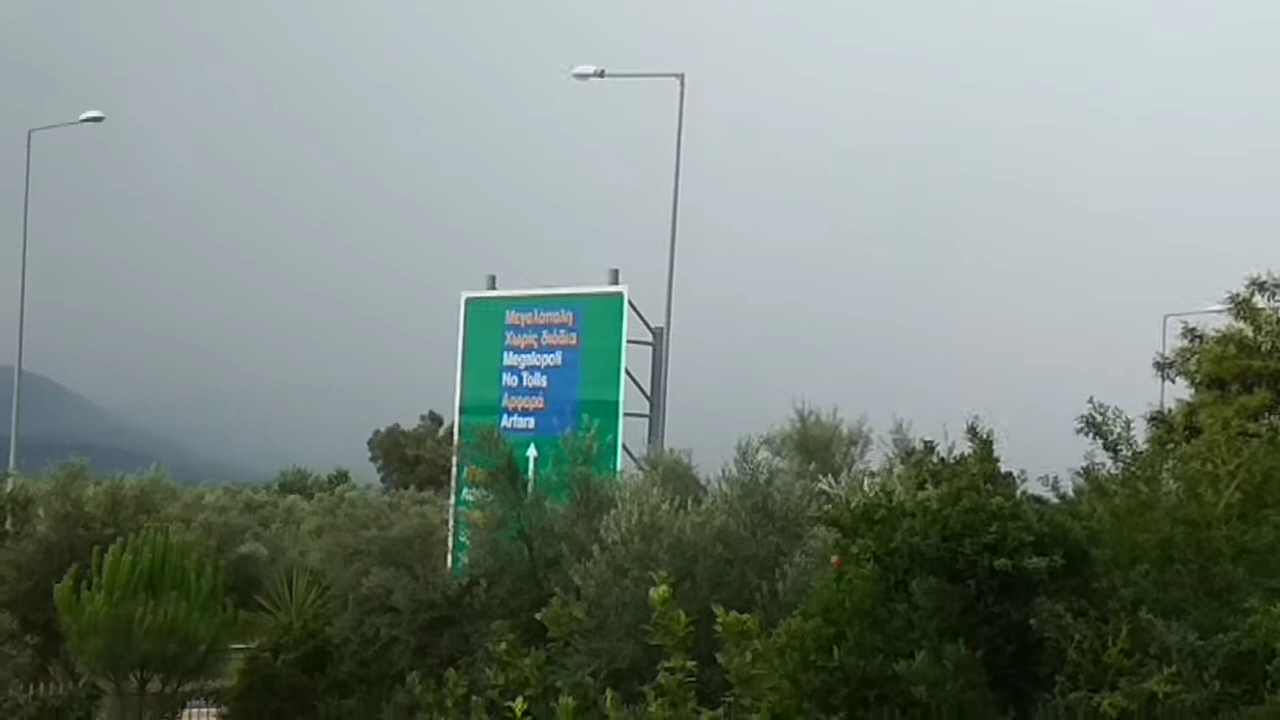 Μεγαλόπολη
Χωρίς διόδια
Megalopoli
No Tolls
Αρφαρά
Arfara